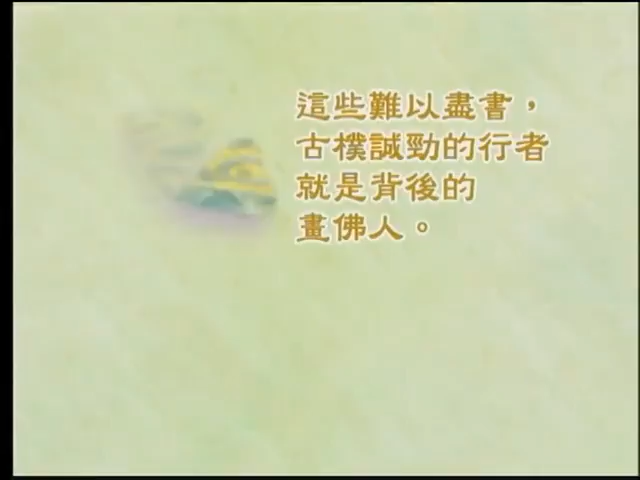 這些難以盡書，
古樸誠勁的行者
就是背後的
畫佛人。